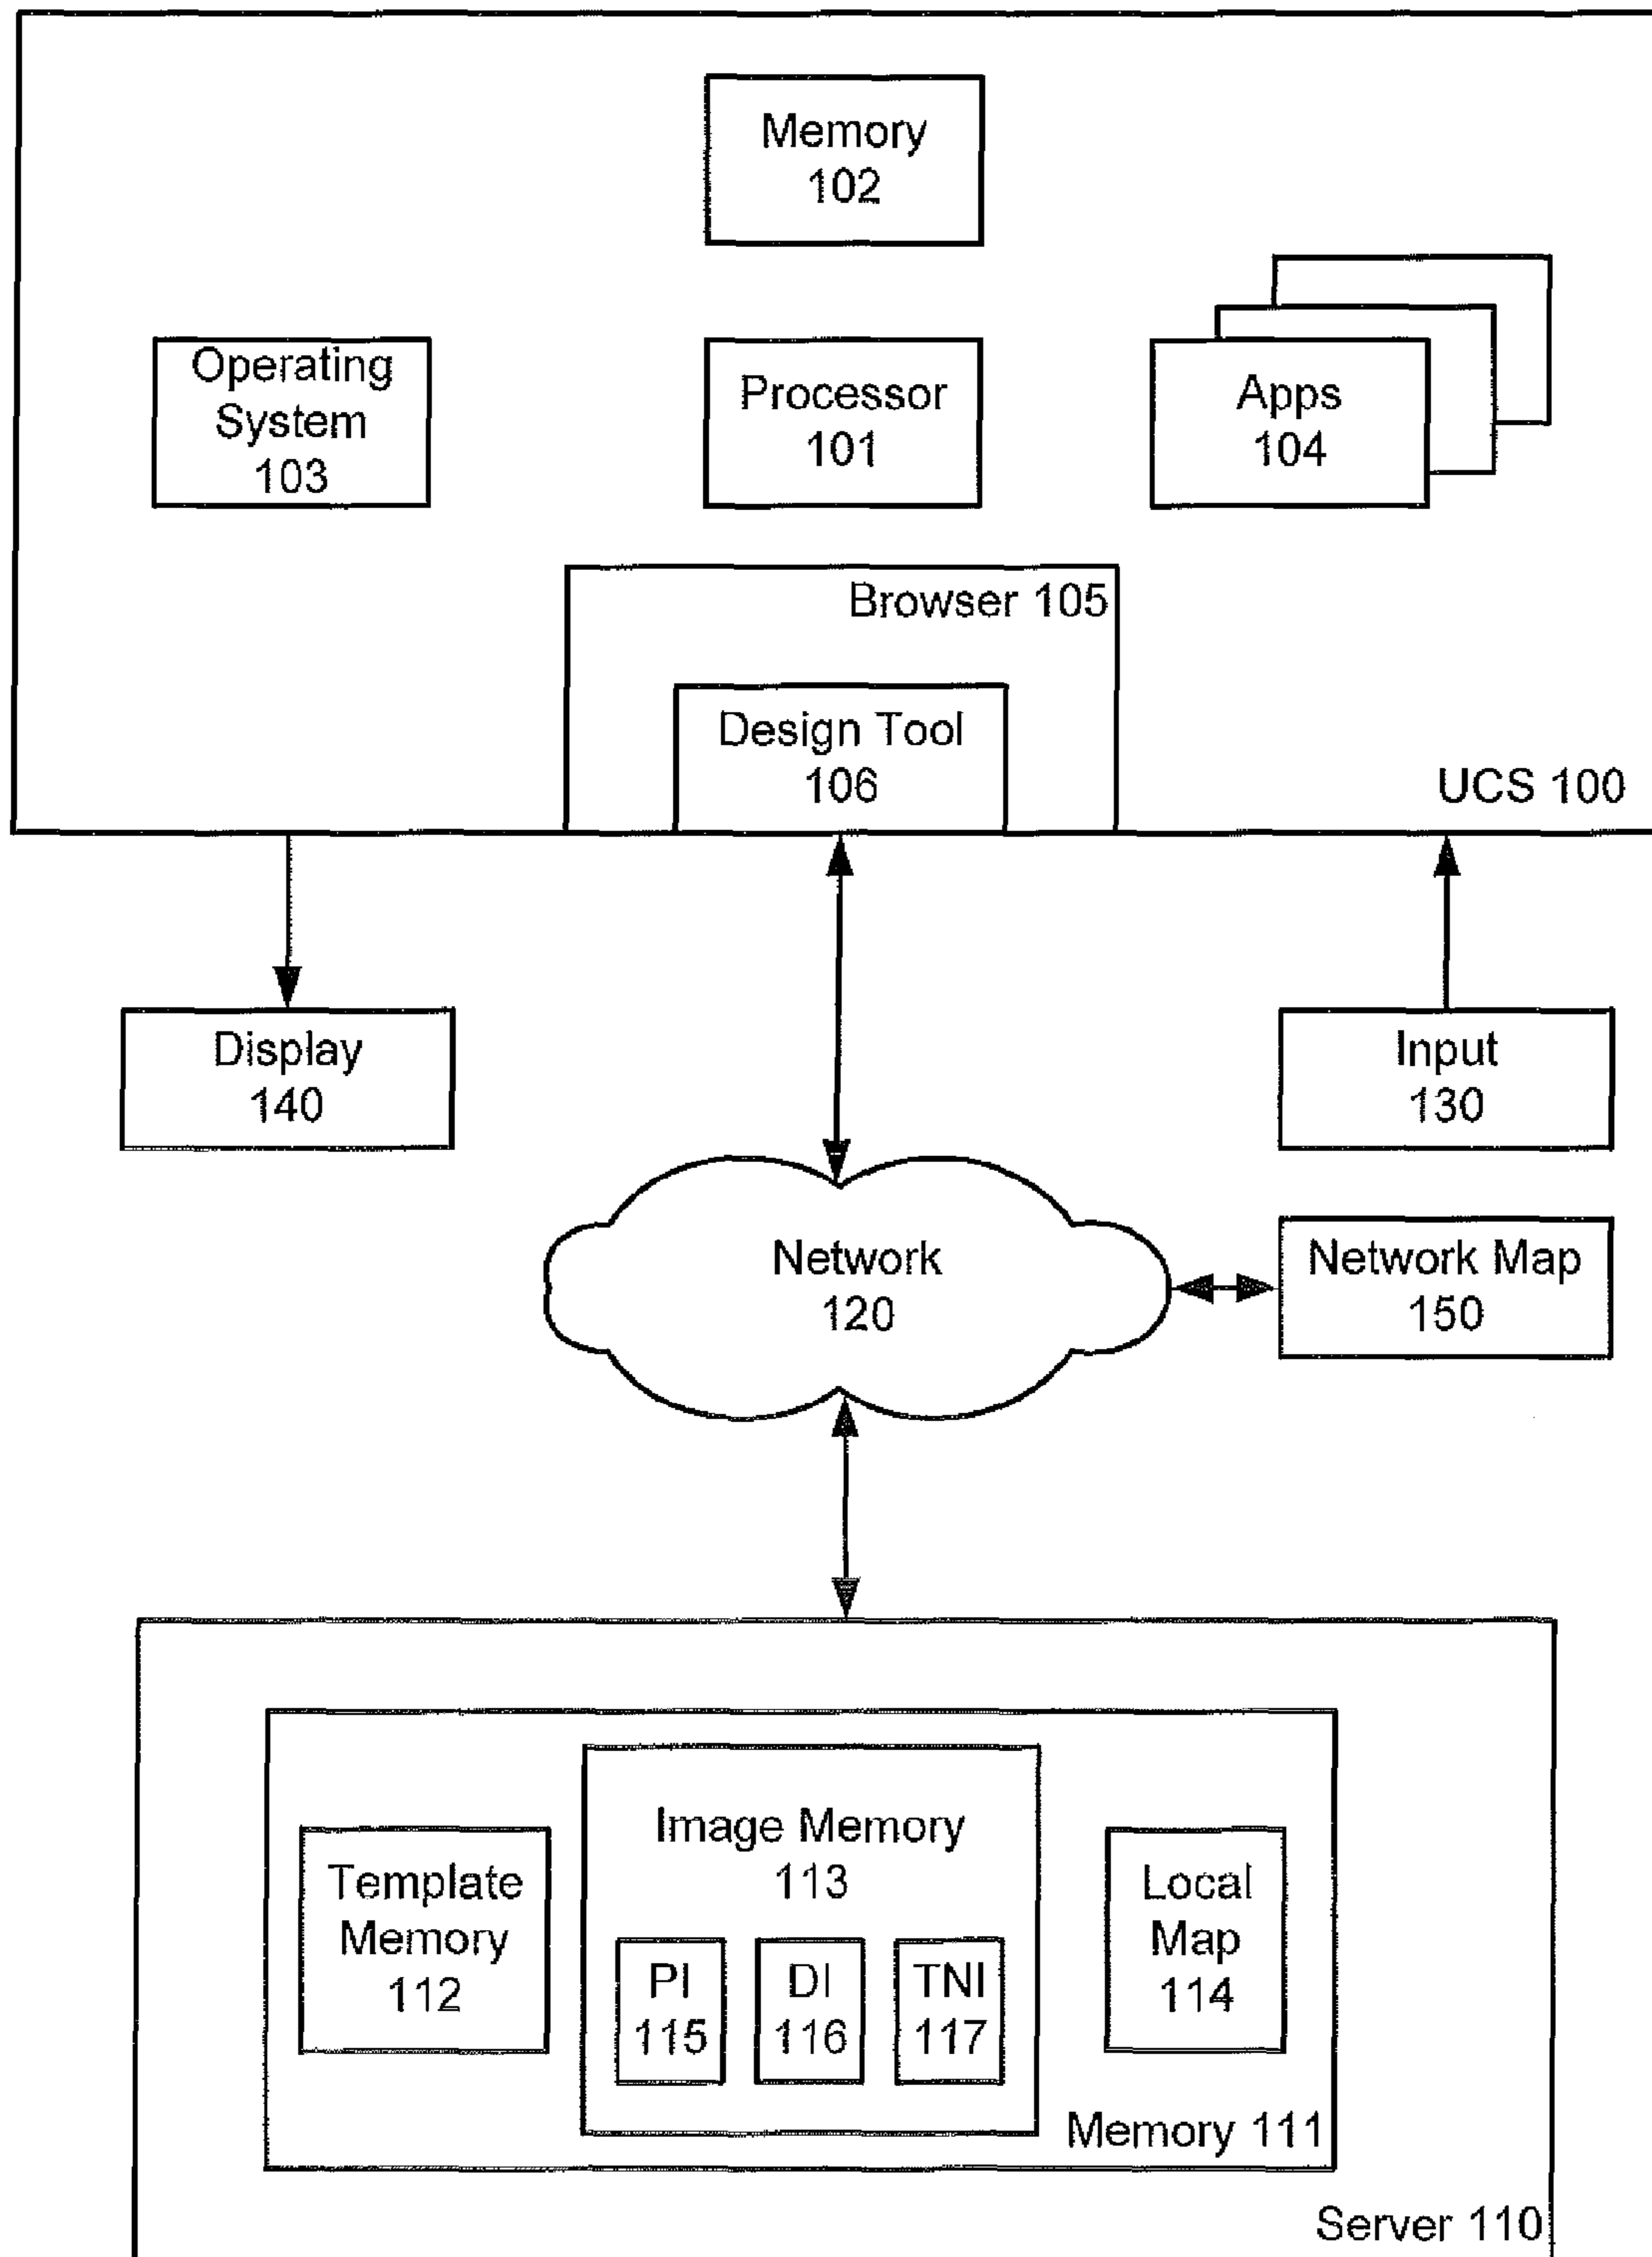 Memory
102
Operating
System
103
Processor
101
Apps
104
Browser 105
Design Tool
106
UCS 100
Display
140
Input
130
Network
120
Network Map
150
Template
Memory
112
Image Memory
113
PI
115
DI
116
TNI
117
Local
Map
114
Memory 111
Server 110